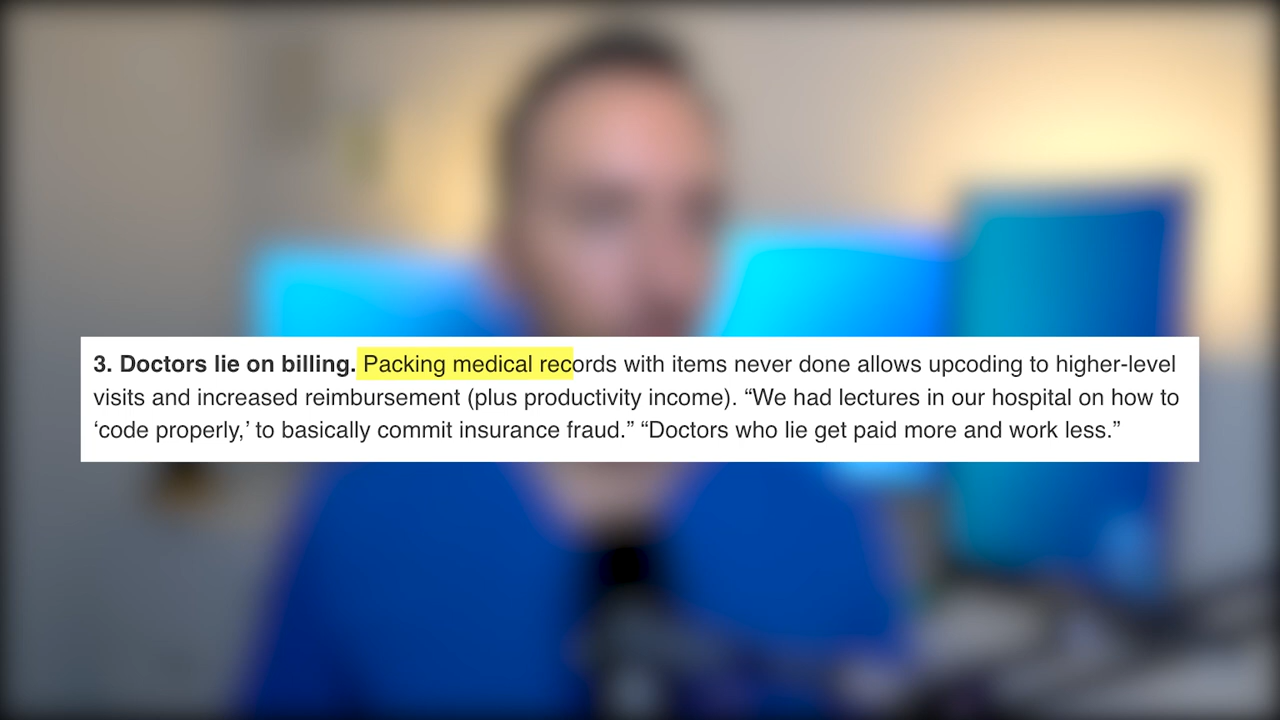 3. Doctors lie on billing. Packing medical records with items never done allows upcoding to higher-level
visits and increased reimbursement (plus productivity income). “We had lectures in our hospital on how to
‘code properly,’ to basically commit insurance fraud.” “Doctors who lie get paid more and work less.”